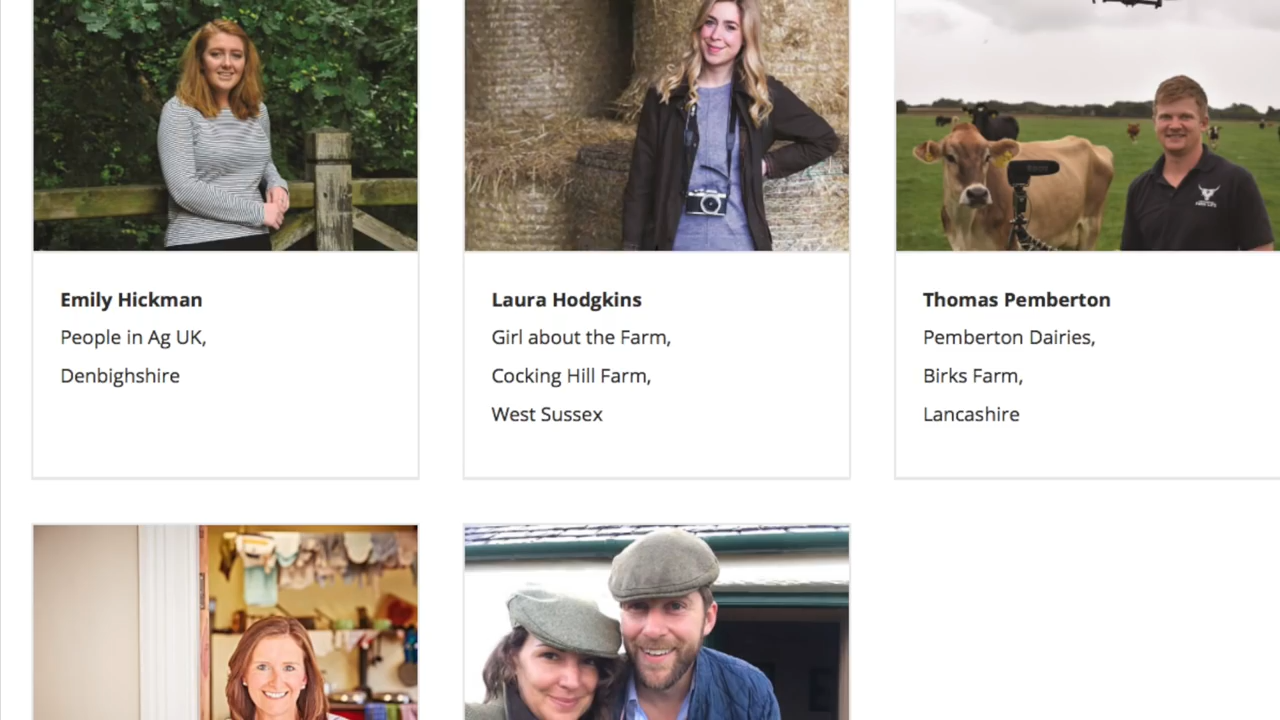 Emily Hickman
People in Ag UK,
Denbighshire
Laura Hodgkins
Girl about the Farm,
Cocking Hill Farm,
West Sussex
Thomas Pemberton
Pemberton Dairies,
Birks Farm,
Lancashire